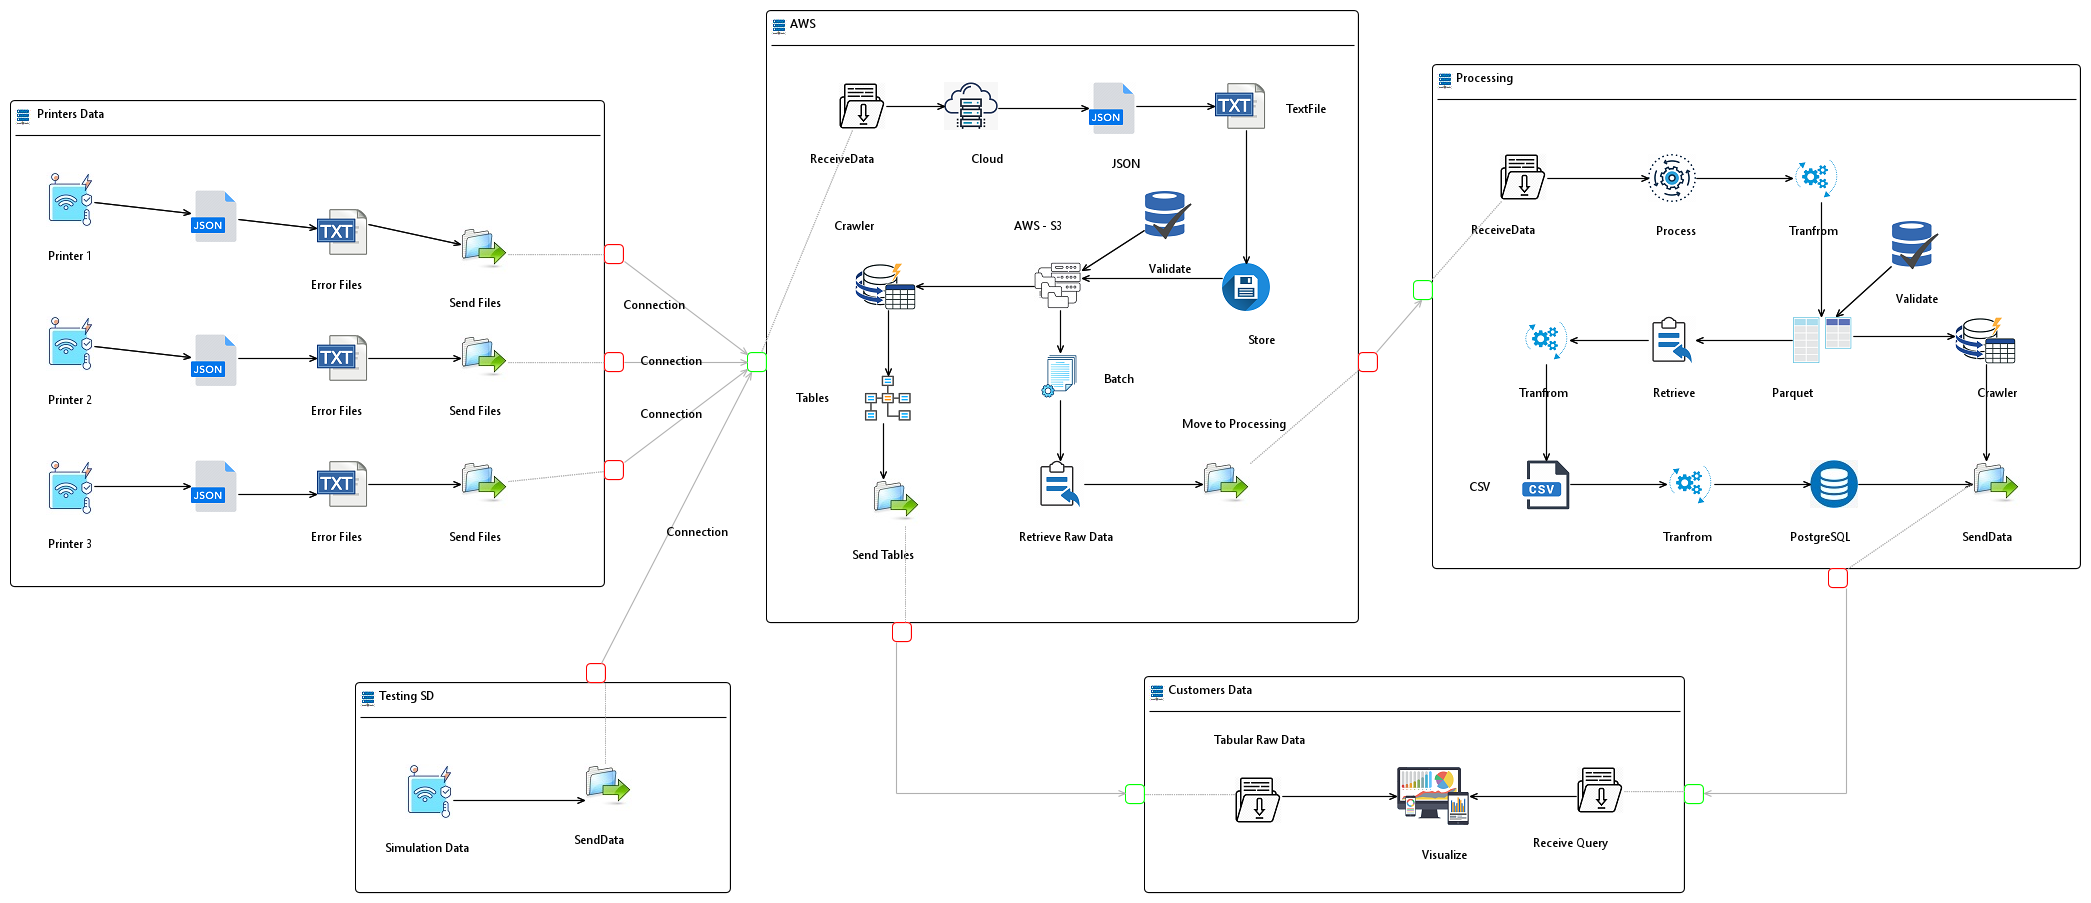 AWS
Processing
Printers Data
JSON
TXT
TextFile
ReceiveData
Cloud
JSON
Printer 1
JSON
TXT
Error Files
Send Files
Connection
Crawler
AWS - S3
Validate
Store
ReceiveData
Process
Tranfrom
Validate
Printer 2
JSON
TXT
Error Files
Send Files
Connection
Connection
Tables
Batch
Move to Processing
Tranfrom
Retrieve
Parquet
Crawler
Printer 3
JSON
TXT
Error Files
Send Files
Connection
Send Tables
Retrieve Raw Data
CSV
CSV
Tranfrom
PostgreSQL
SendData
Testing SD
Simulation Data
SendData
Customers Data
Tabular Raw Data
Visualize
Receive Query